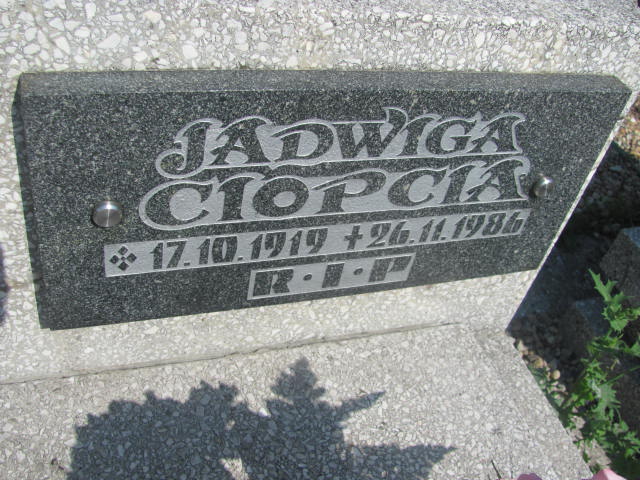 JADWIGA
CIOPCIA
17.10.1919 + 26.11.1986
R·I·P